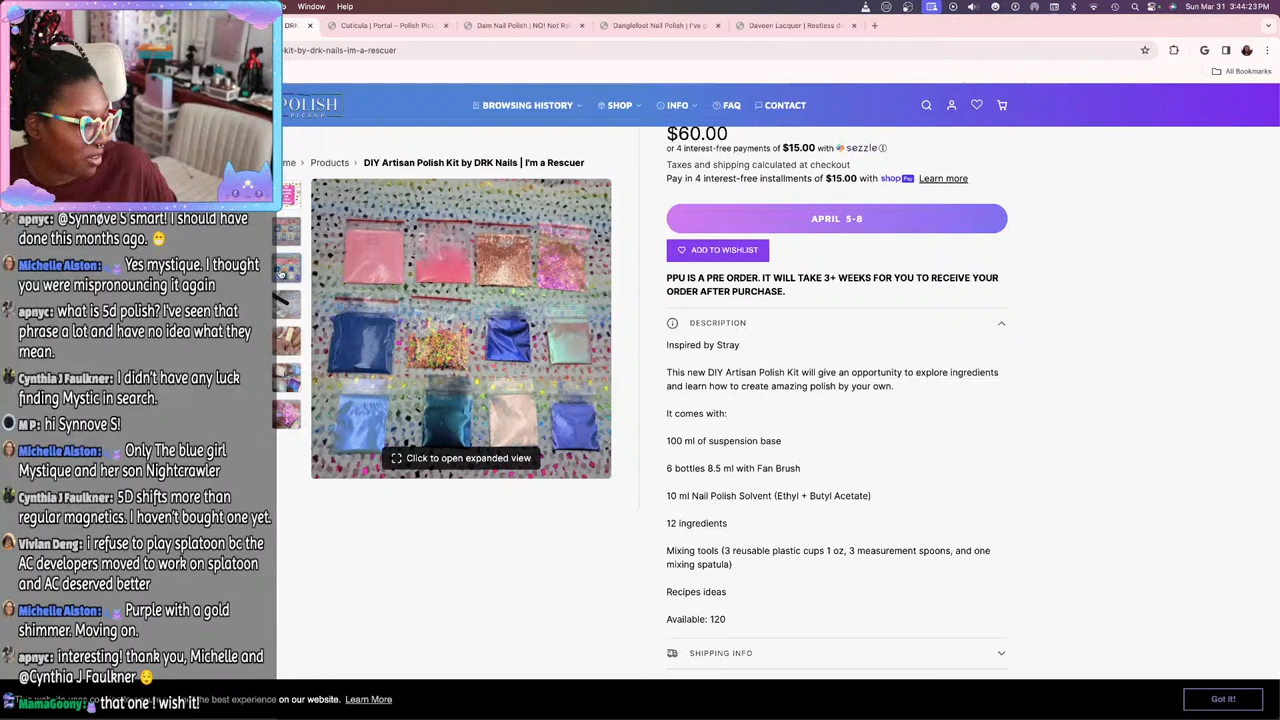 Window Help
Sun Mar 31 3:44:23 PM
DRK
Cuticula | Portal – Polish Pick
Dam Nail Polish | NO! Not Ra
Danglefoot Nail Polish | I've g
Daveen Lacquer | Restless d
-kit-by-drk-nails-im-a-rescuer
All Bookmarks
POLISH
PICKUP
BROWSING HISTORY
SHOP
INFO
FAQ
CONTACT
$60.00
or 4 interest-free payments of $15.00 with sezzle
Taxes and shipping calculated at checkout
Pay in 4 interest-free installments of $15.00 with shop Pay Learn more
me > Products > DIY Artisan Polish Kit by DRK Nails | I'm a Rescuer
APRIL 5-8
ADD TO WISHLIST
PPU IS A PRE ORDER. IT WILL TAKE 3+ WEEKS FOR YOU TO RECEIVE YOUR
ORDER AFTER PURCHASE.
DESCRIPTION
Inspired by Stray
This new DIY Artisan Polish Kit will give an opportunity to explore ingredients
and learn how to create amazing polish by your own.
It comes with:
100 ml of suspension base
6 bottles 8.5 ml with Fan Brush
10 ml Nail Polish Solvent (Ethyl + Butyl Acetate)
12 ingredients
Mixing tools (3 reusable plastic cups 1 oz, 3 measurement spoons, and one
mixing spatula)
Recipes ideas
Available: 120
SHIPPING INFO
Click to open expanded view
apnyc: @Synnøve S smart! I should have
done this months ago.
Michelle Alston: Yes mystique. I thought
you were mispronouncing it again
apnyc: what is 5d polish? I've seen that
phrase a lot and have no idea what they
mean.
Cynthia J Faulkner: I didn't have any luck
finding Mystic in search.
MP: hi Synnove S!
Michelle Alston: Only The blue girl
Mystique and her son Nightcrawler
Cynthia J Faulkner: 5D shifts more than
regular magnetics. I haven't bought one yet.
Vivian Deng: i refuse to play splatoon bc the
AC developers moved to work on splatoon
and AC deserved better
Michelle Alston: Purple with a gold
shimmer. Moving on.
apnyc: interesting! thank you, Michelle and
@Cynthia J Faulkner
MamaGoony: that one I wish it!
best experience on our website. Learn More
Got It!